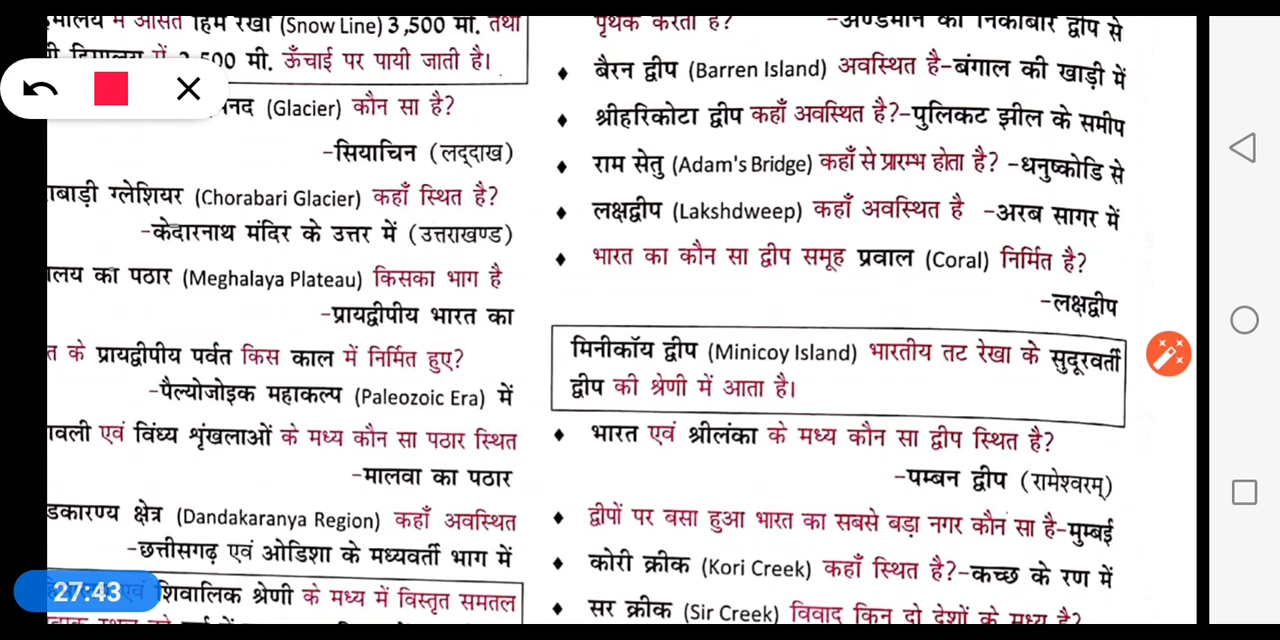 में औसत हिम रेखा (Snow Line) 3,500 मी. तथा
500 मी. ऊँचाई पर पायी जाती है।
(Glacier) कौन सा है?
-सियाचिन (लद्दाख)
ग्लेशियर (Chorabari Glacier) कहाँ स्थित है?
-केदारनाथ मंदिर के उत्तर में (उत्तराखण्ड)
का पठार (Meghalaya Plateau) किसका भाग है
-प्रायद्वीपीय भारत का
के प्रायद्वीपीय पर्वत किस काल में निर्मित हुए?
-पैल्योजोइक महाकल्प (Paleozoic Era) में
एवं विंध्य शृंखलाओं के मध्य कौन सा पठार स्थित
-मालवा का पठार
क्षेत्र (Dandakaranya Region) कहाँ अवस्थित
-छत्तीसगढ़ एवं ओडिशा के मध्यवर्ती भाग में
27:43
एवं शिवालिक श्रेणी के मध्य में विस्तृत समतल
पृथक करता है?
-अण्डमान को निकोबार द्वीप से
♦ बैरन द्वीप (Barren Island) अवस्थित है-बंगाल की खाड़ी में
♦ श्रीहरिकोटा द्वीप कहाँ अवस्थित है?-पुलिकट झील के समीप
♦ राम सेतु (Adam's Bridge) कहाँ से प्रारम्भ होता है? -धनुष्कोडि से
♦ लक्षद्वीप (Lakshdweep) कहाँ अवस्थित है -अरब सागर में
♦ भारत का कौन सा द्वीप समूह प्रवाल (Coral) निर्मित है?
-लक्षद्वीप
मिनीकॉय द्वीप (Minicoy Island) भारतीय तट रेखा के सुदूरवर्ती
द्वीप की श्रेणी में आता है।
♦ भारत एवं श्रीलंका के मध्य कौन सा द्वीप स्थित है?
-पम्बन द्वीप (रामेश्वरम्)
♦ द्वीपों पर बसा हुआ भारत का सबसे बड़ा नगर कौन सा है-मुम्बई
♦ कोरी क्रीक (Kori Creek) कहाँ स्थित है?-कच्छ के रण में
♦ सर क्रीक (Sir Creek) विवाद किन दो देशों के मध्य है?